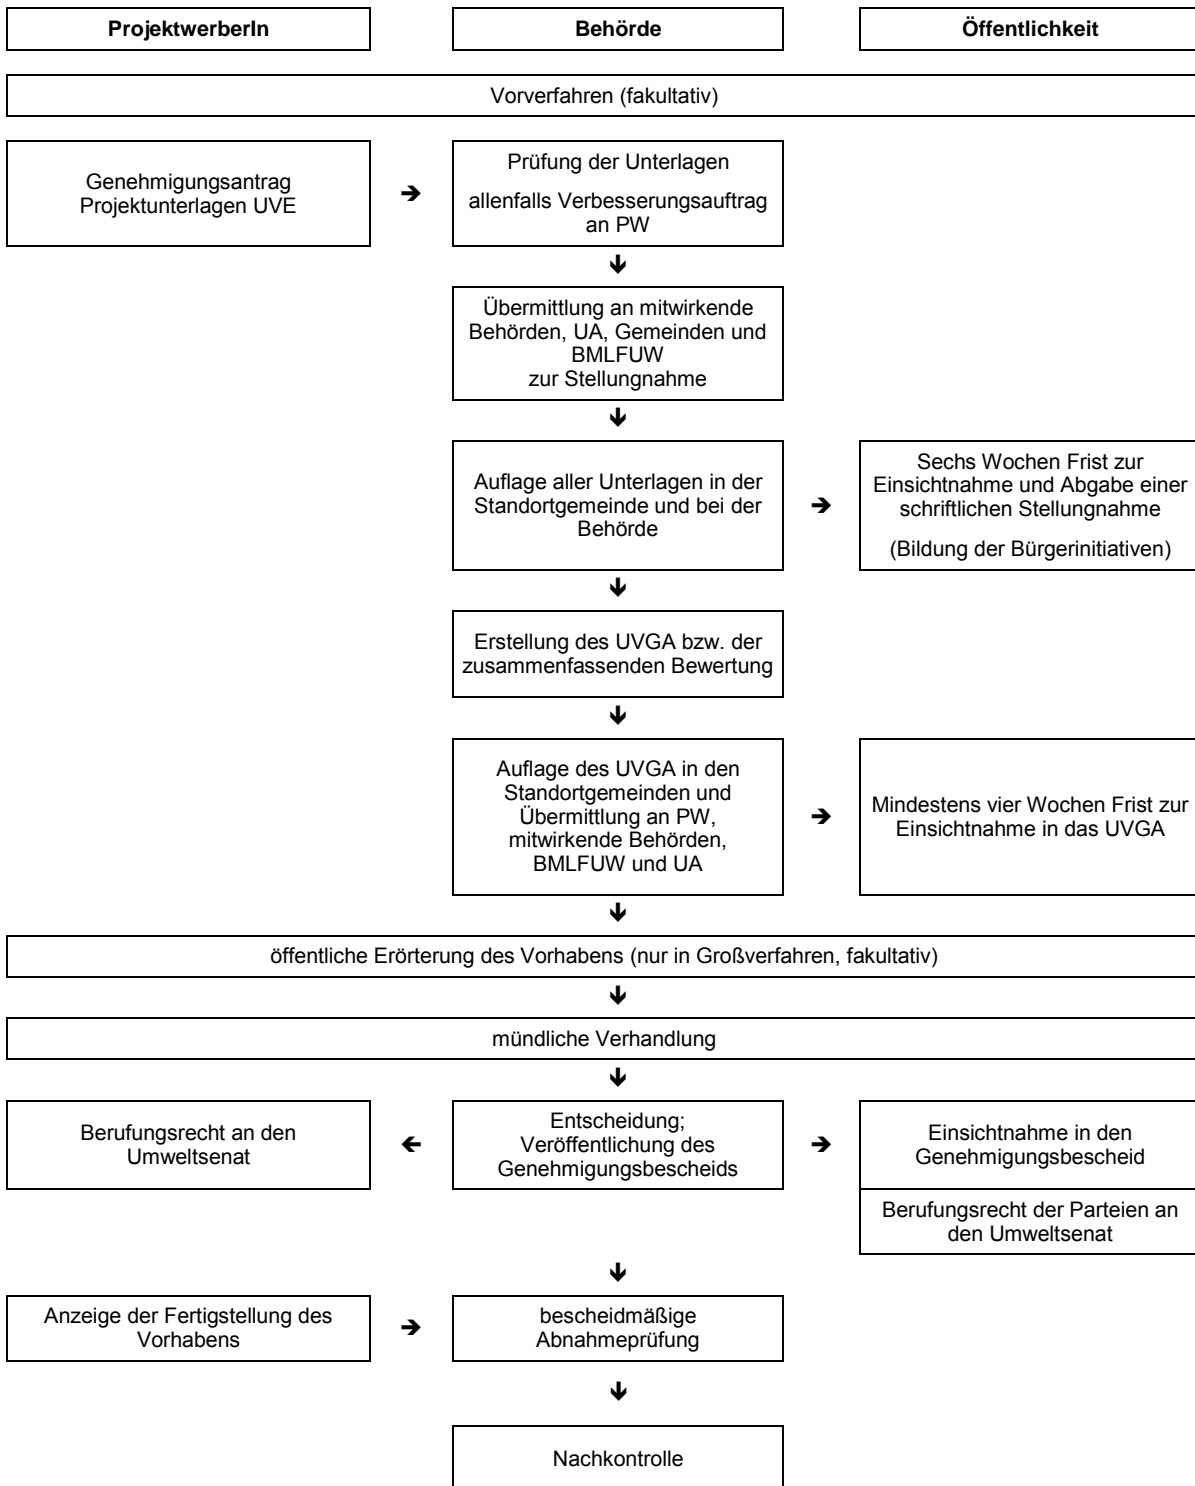 ProjektwerberIn
Behörde
Öffentlichkeit
Vorverfahren (fakultativ)
Genehmigungsantrag
Projektunterlagen UVE
➔
Prüfung der Unterlagen
allenfalls Verbesserungsauftrag
an PW
Übermittlung an mitwirkende
Behörden, UA, Gemeinden und
BMLFUW
zur Stellungnahme
Auflage aller Unterlagen in der
Standortgemeinde und bei der
Behörde
Sechs Wochen Frist zur
Einsichtnahme und Abgabe einer
schriftlichen Stellungnahme
(Bildung der Bürgerinitiativen)
Erstellung des UVGA bzw. der
zusammenfassenden Bewertung
Auflage des UVGA in den
Standortgemeinden und
Übermittlung an PW,
mitwirkende Behörden,
BMLFUW und UA
Mindestens vier Wochen Frist zur
Einsichtnahme in das UVGA
öffentliche Erörterung des Vorhabens (nur in Großverfahren, fakultativ)
mündliche Verhandlung
Berufungsrecht an den
Umweltsenat
Entscheidung;
Veröffentlichung des
Genehmigungsbescheids
Einsichtnahme in den
Genehmigungsbescheid
Berufungsrecht der Parteien an
den Umweltsenat
Anzeige der Fertigstellung des
Vorhabens
bescheidmäßige
Abnahmeprüfung
Nachkontrolle